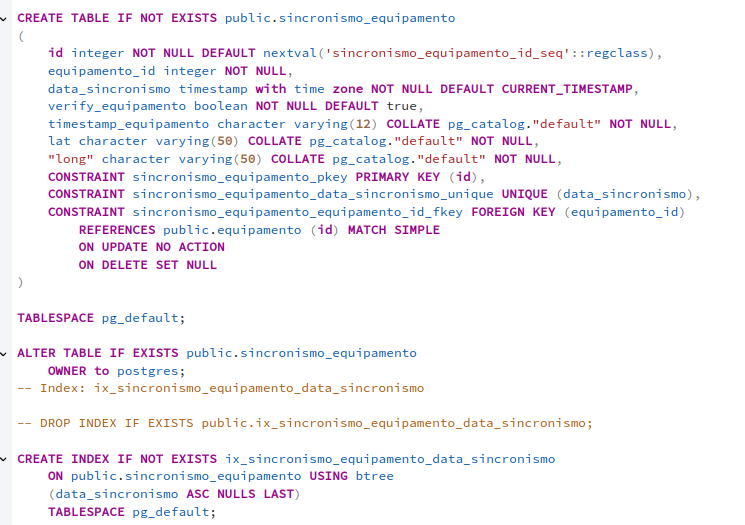 CREATE TABLE IF NOT EXISTS public.sincronismo_equipamento
(
    id integer NOT NULL DEFAULT nextval('sincronismo_equipamento_id_seq'::regclass),
    equipamento_id integer NOT NULL,
    data_sincronismo timestamp with time zone NOT NULL DEFAULT CURRENT_TIMESTAMP,
    verify_equipamento boolean NOT NULL DEFAULT true,
    timestamp_equipamento character varying(12) COLLATE pg_catalog."default" NOT NULL,
    lat character varying(50) COLLATE pg_catalog."default" NOT NULL,
    "long" character varying(50) COLLATE pg_catalog."default" NOT NULL,
    CONSTRAINT sincronismo_equipamento_pkey PRIMARY KEY (id),
    CONSTRAINT sincronismo_equipamento_data_sincronismo_unique UNIQUE (data_sincronismo),
    CONSTRAINT sincronismo_equipamento_equipamento_id_fkey FOREIGN KEY (equipamento_id)
        REFERENCES public.equipamento (id) MATCH SIMPLE
        ON UPDATE NO ACTION
        ON DELETE SET NULL
)
TABLESPACE pg_default;
ALTER TABLE IF EXISTS public.sincronismo_equipamento
    OWNER to postgres;
-- Index: ix_sincronismo_equipamento_data_sincronismo
-- DROP INDEX IF EXISTS public.ix_sincronismo_equipamento_data_sincronismo;
CREATE INDEX IF NOT EXISTS ix_sincronismo_equipamento_data_sincronismo
    ON public.sincronismo_equipamento USING btree
    (data_sincronismo ASC NULLS LAST)
    TABLESPACE pg_default;